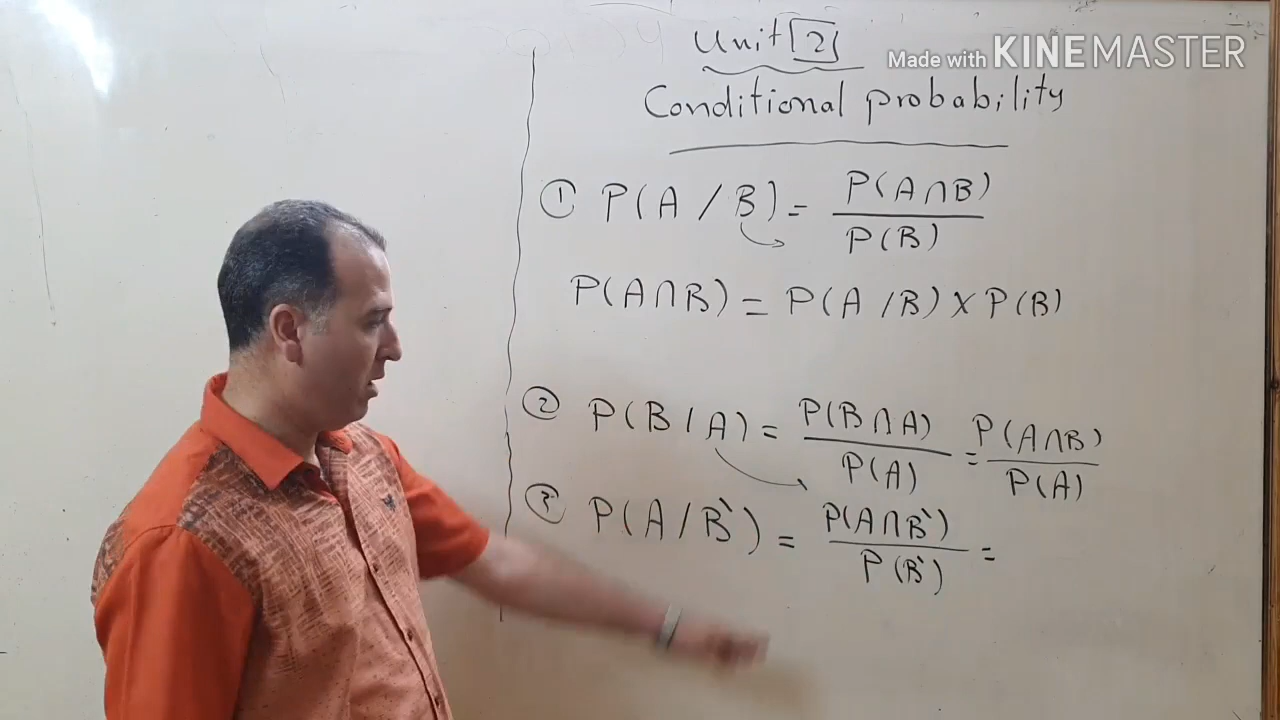 Unit [2]
Made with KINEMASTER
Conditional probability
① P(A / B) = P(A∩B) / P(B)
P(A∩B) = P(A / B) × P(B)
② P(B / A) = P(B∩A) / P(A) = P(A∩B) / P(A)
③ P(A / B`) = P(A∩B`) / P(B`) =